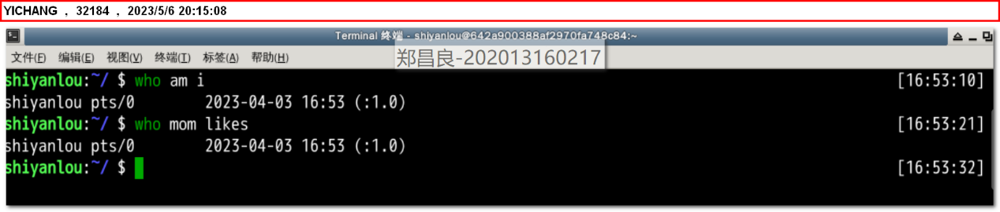 YICHANG , 32184 , 2023/5/6 20:15:08
Terminal 终端 - shiyanlou@642a900388af2970fa748c84:~
郑昌良-202013160217
文件(F) 编辑(E) 视图(V) 终端(T) 标签(A) 帮助(H)
shiyanlou:~/ $ who am i [16:53:10]
shiyanlou pts/0 2023-04-03 16:53 (:1.0)
shiyanlou:~/ $ who mom likes [16:53:21]
shiyanlou pts/0 2023-04-03 16:53 (:1.0)
shiyanlou:~/ $ [16:53:32]